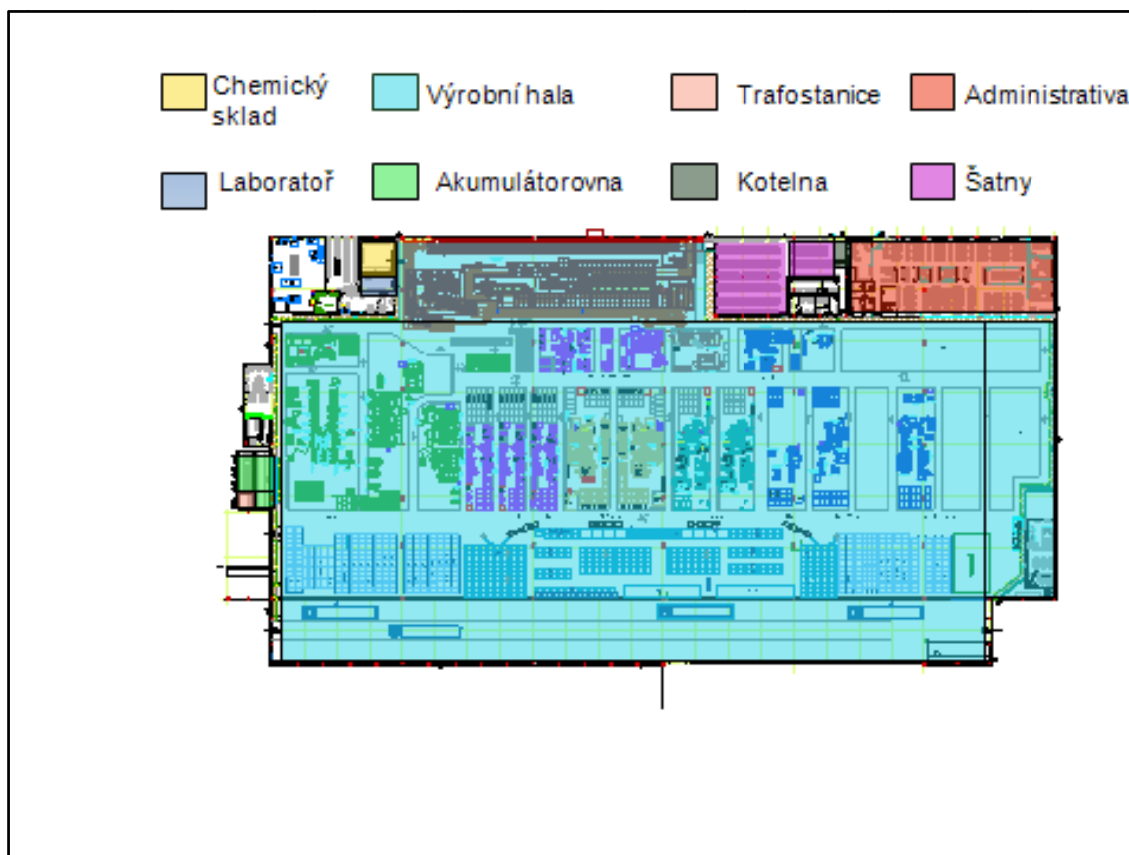 Chemický
sklad
Výrobní hala
Trafostanice
Administrativa
Laboratoř
Akumulátorovna
Kotelna
Šatny